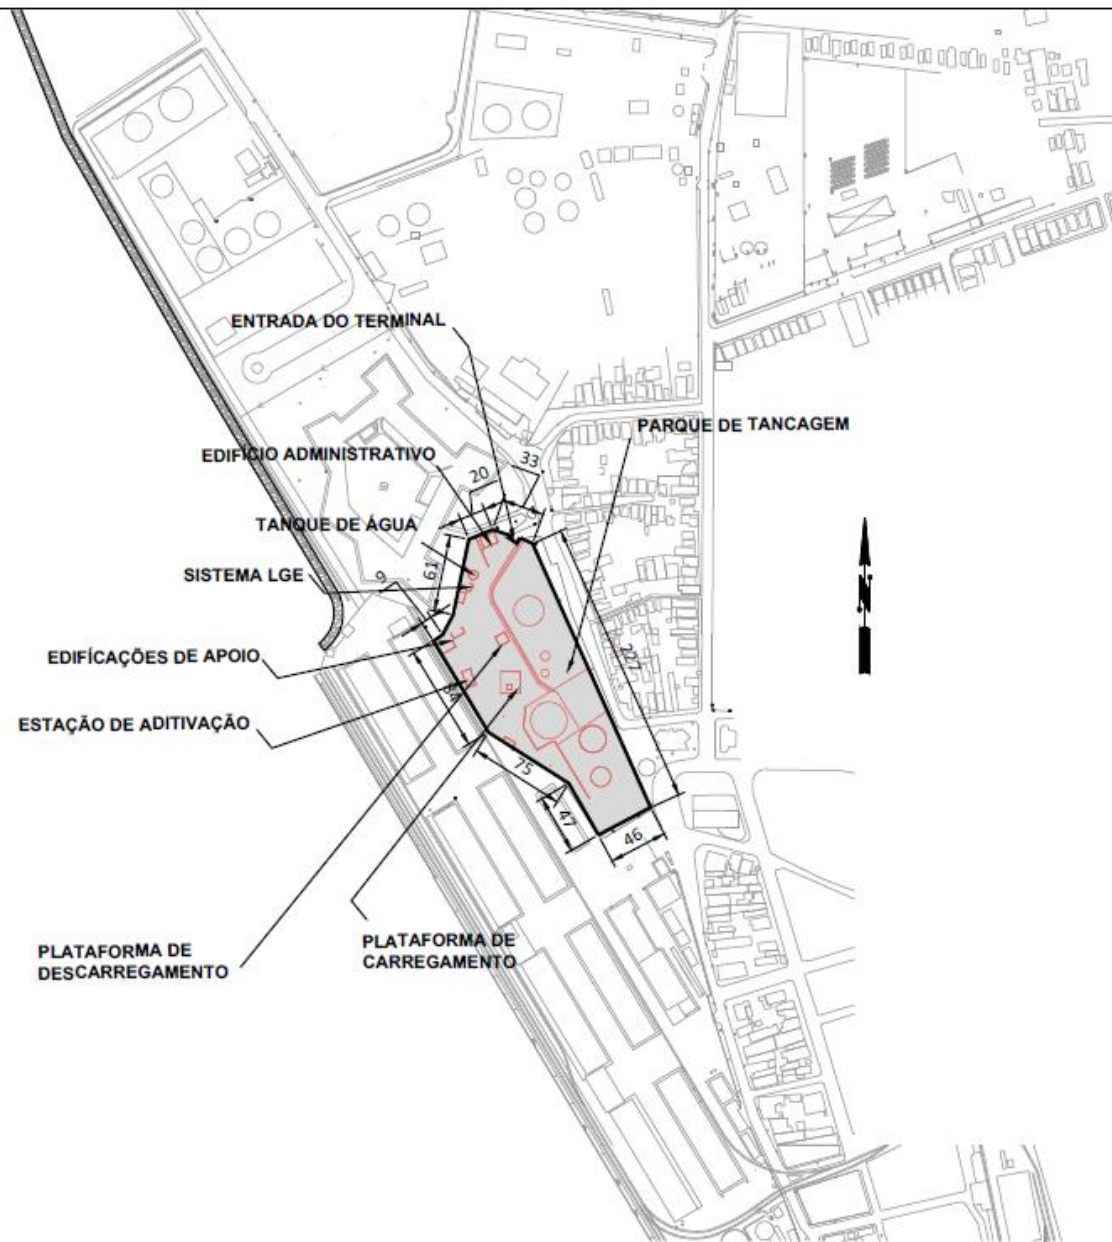 ENTRADA DO TERMINAL
PARQUE DE TANCAGEM
EDIFÍCIO ADMINISTRATIVO
33
20
TANQUE DE ÁGUA
SISTEMA LGE
9
61
N
EDIFÍCAÇÕES DE APOIO
227
ESTAÇÃO DE ADITIVAÇÃO
84
75
47
46
PLATAFORMA DE
DESCARREGAMENTO
PLATAFORMA DE
CARREGAMENTO